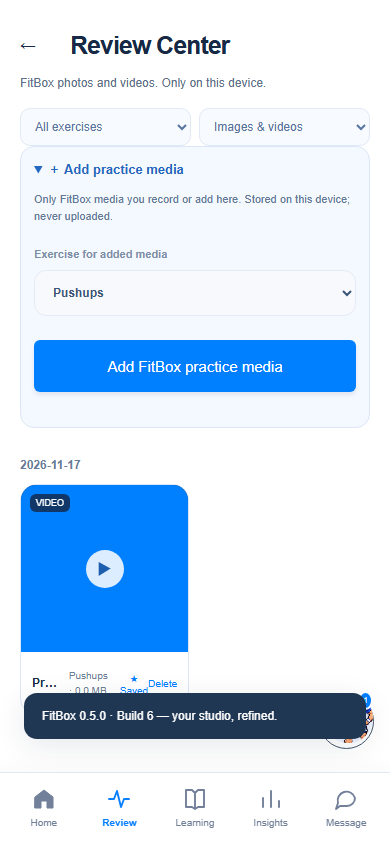 ← Review Center
FitBox photos and videos. Only on this device.
All exercises Images & videos
▼ + Add practice media
Only FitBox media you record or add here. Stored on this device;
never uploaded.
Exercise for added media
Pushups
Add FitBox practice media
2026-11-17
VIDEO
Pr... Pushups ★ Delete
· 0.0 MB Saved
FitBox 0.5.0 · Build 6 — your studio, refined.
Home Review Learning Insights Message